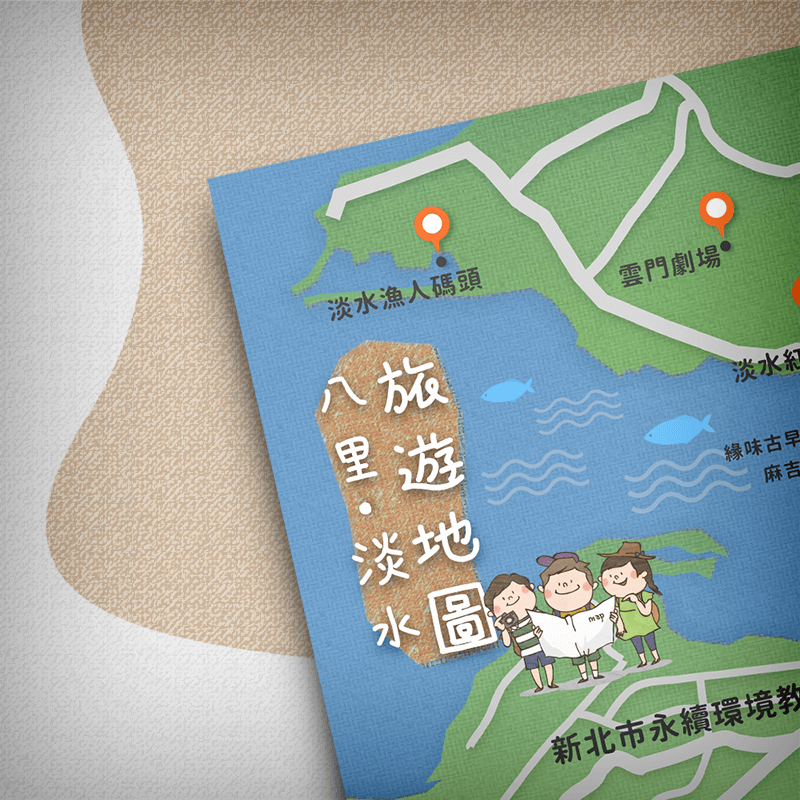 淡水漁人碼頭
雲門劇場
淡水紅
緣味古早
麻吉
八里·淡水
旅遊地圖
map
新北市永續環境教